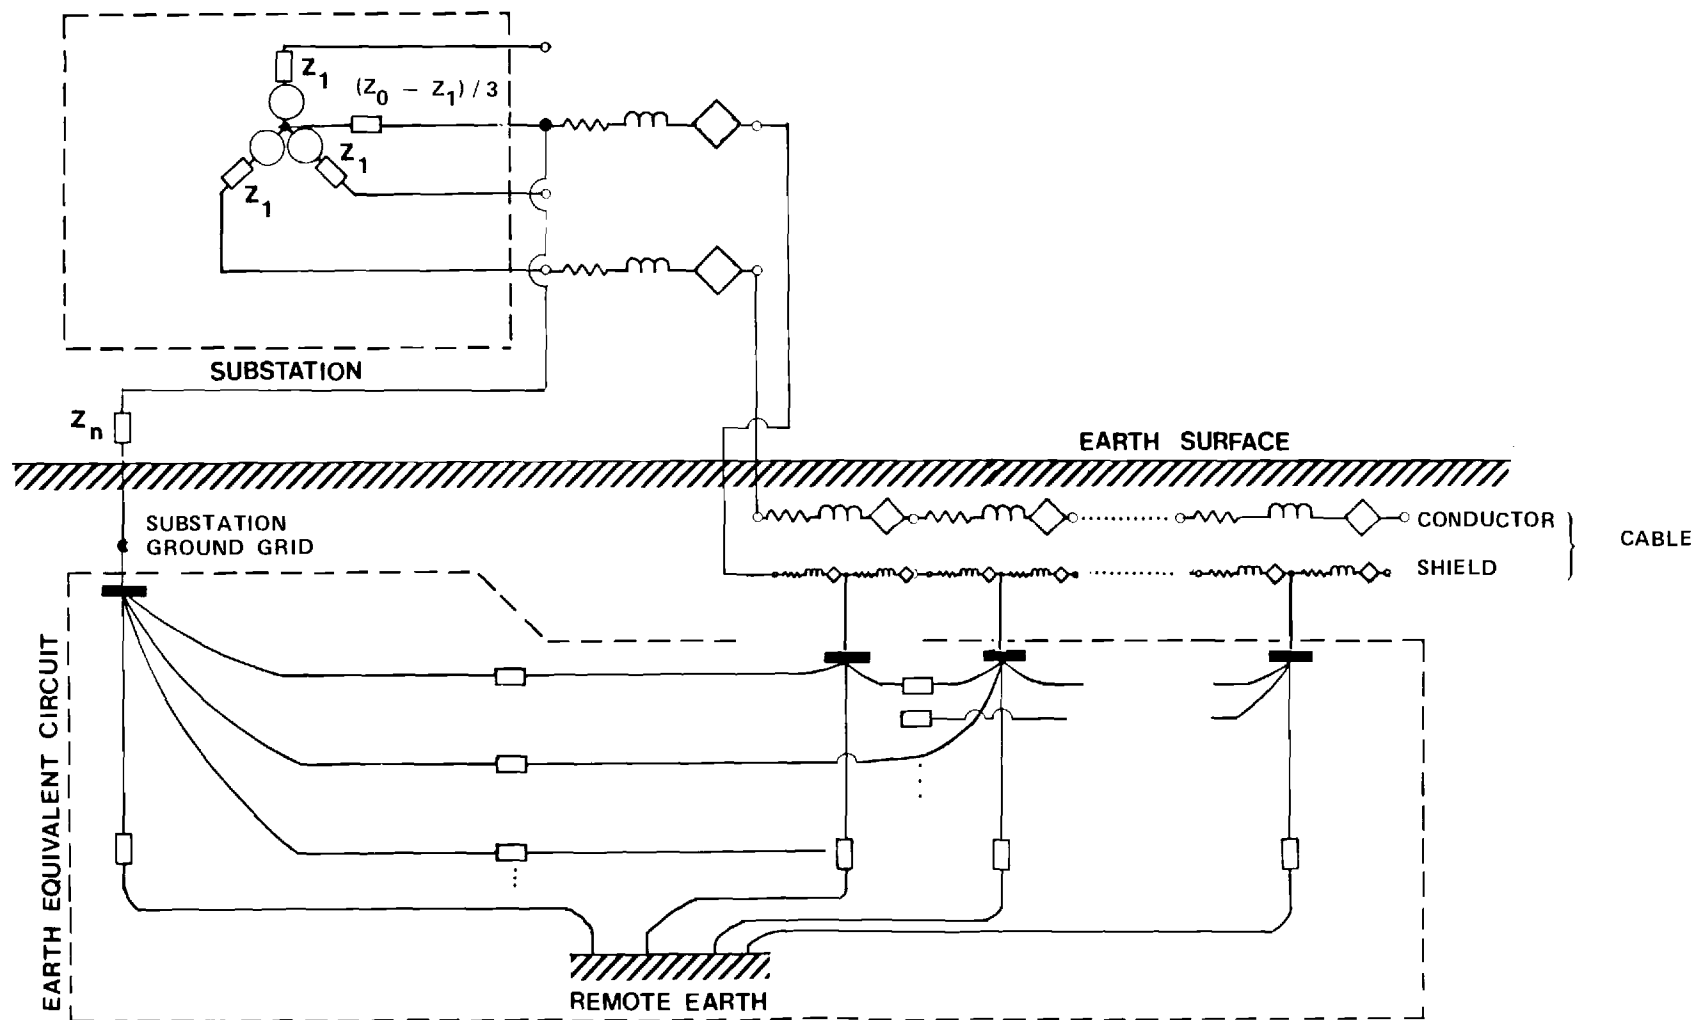 Z1
(Z0 - Z1) / 3
Z1
Z1
SUBSTATION
Zn
EARTH SURFACE
SUBSTATION
GROUND GRID
CONDUCTOR
CABLE
SHIELD
EARTH EQUIVALENT CIRCUIT
REMOTE EARTH